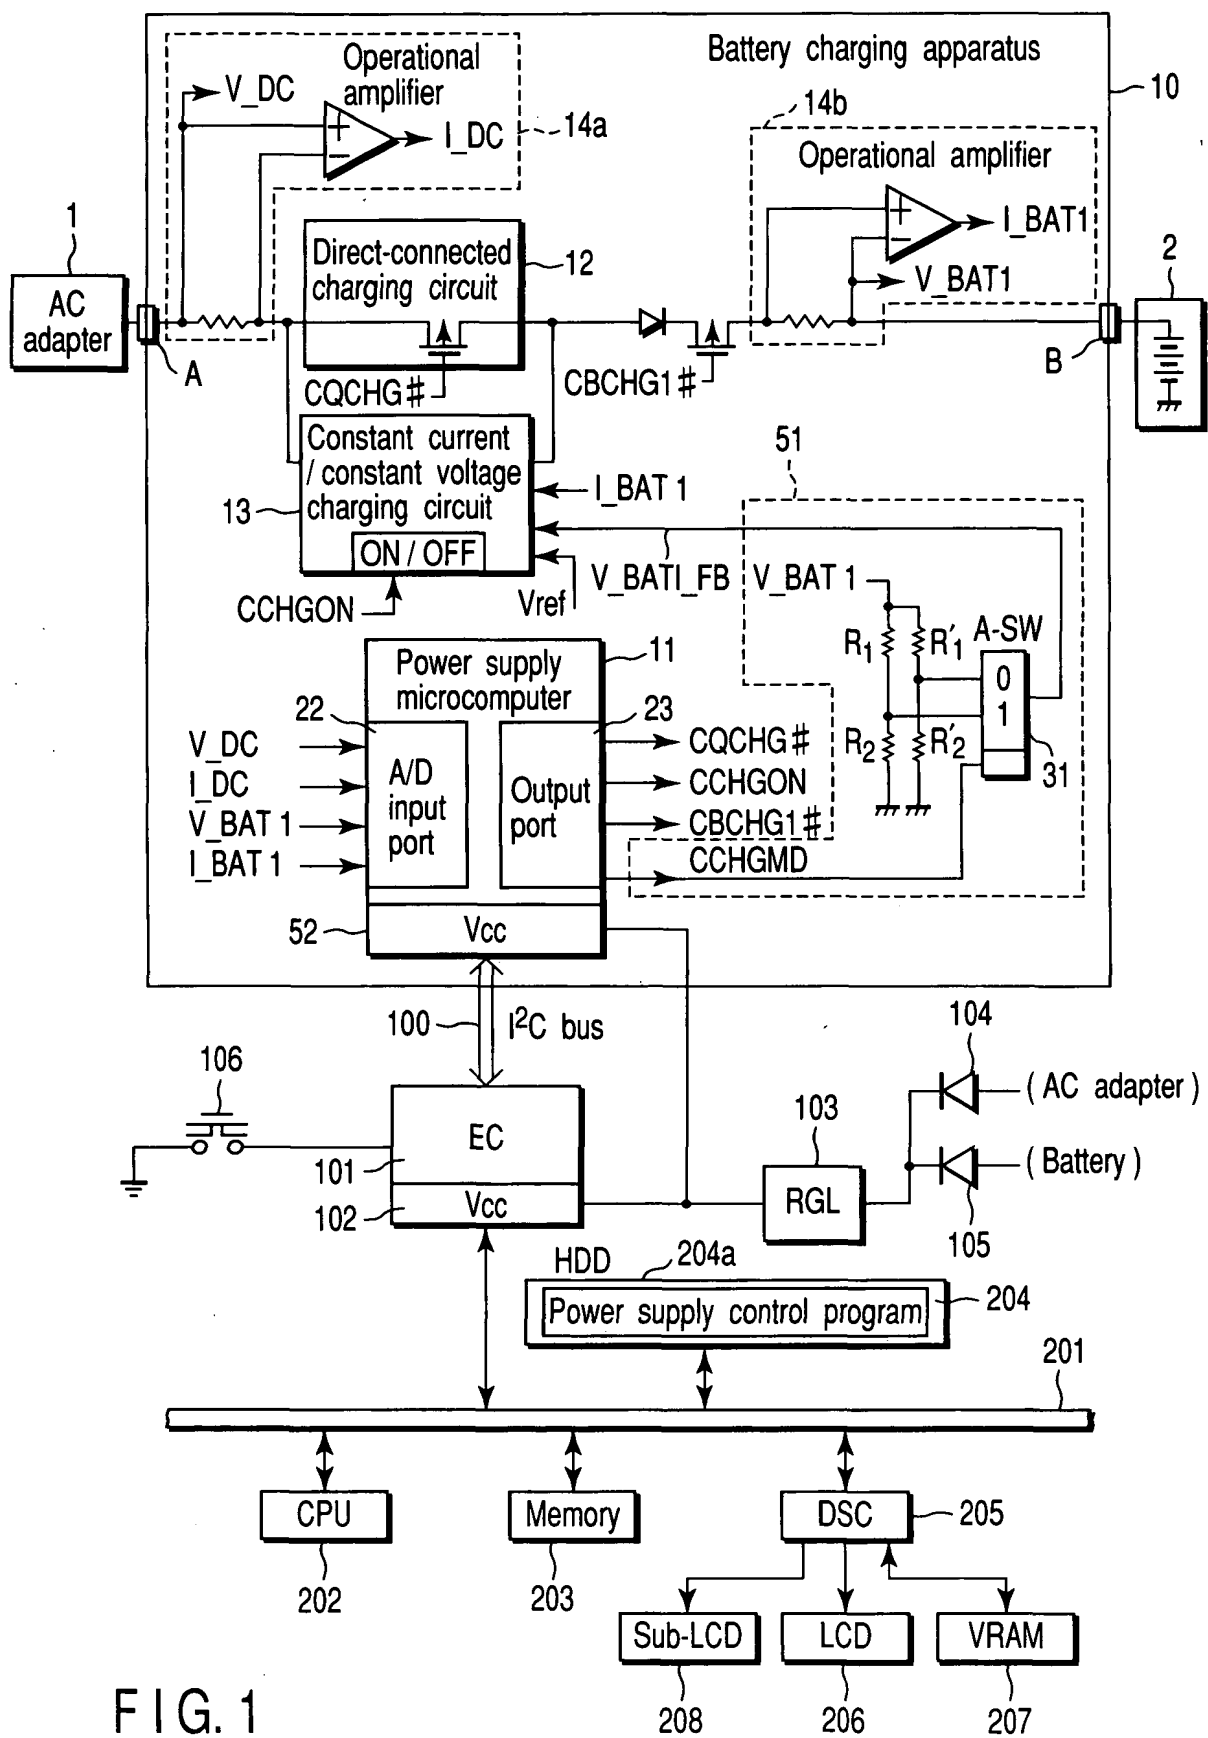 Battery charging apparatus
10
Operational
amplifier
V_DC
+
−
I_DC
14a
14b
Operational amplifier
+
−
I_BAT1
V_BAT1
1
AC
adapter
A
Direct-connected
charging circuit
12
CQCHG#
CBCHG1#
B
2
Constant current
/ constant voltage
charging circuit
13
ON / OFF
CCHGON
I_BAT 1
V_BATI_FB
Vref
51
V_BAT 1
R1
R'1
A-SW
0
1
R2
R'2
31
Power supply
microcomputer
11
22
23
V_DC
I_DC
V_BAT 1
I_BAT 1
A/D
input
port
Output
port
CQCHG#
CCHGON
CBCHG1#
CCHGMD
52
Vcc
100
I²C bus
106
EC
101
102
Vcc
103
RGL
104
( AC adapter )
( Battery )
105
HDD
204a
Power supply control program
204
201
CPU
202
Memory
203
DSC
205
Sub-LCD
208
LCD
206
VRAM
207
FIG. 1